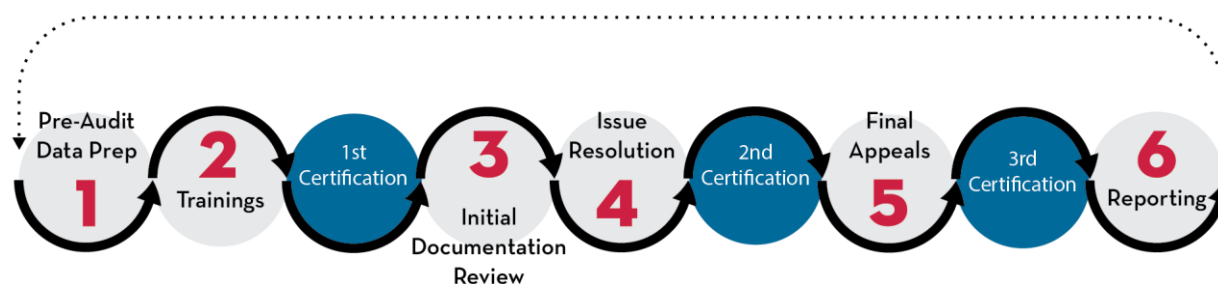 Pre-Audit
Data Prep
1
2
Trainings
1st
Certification
3
Initial
Documentation
Review
Issue
Resolution
4
2nd
Certification
Final
Appeals
5
3rd
Certification
6
Reporting